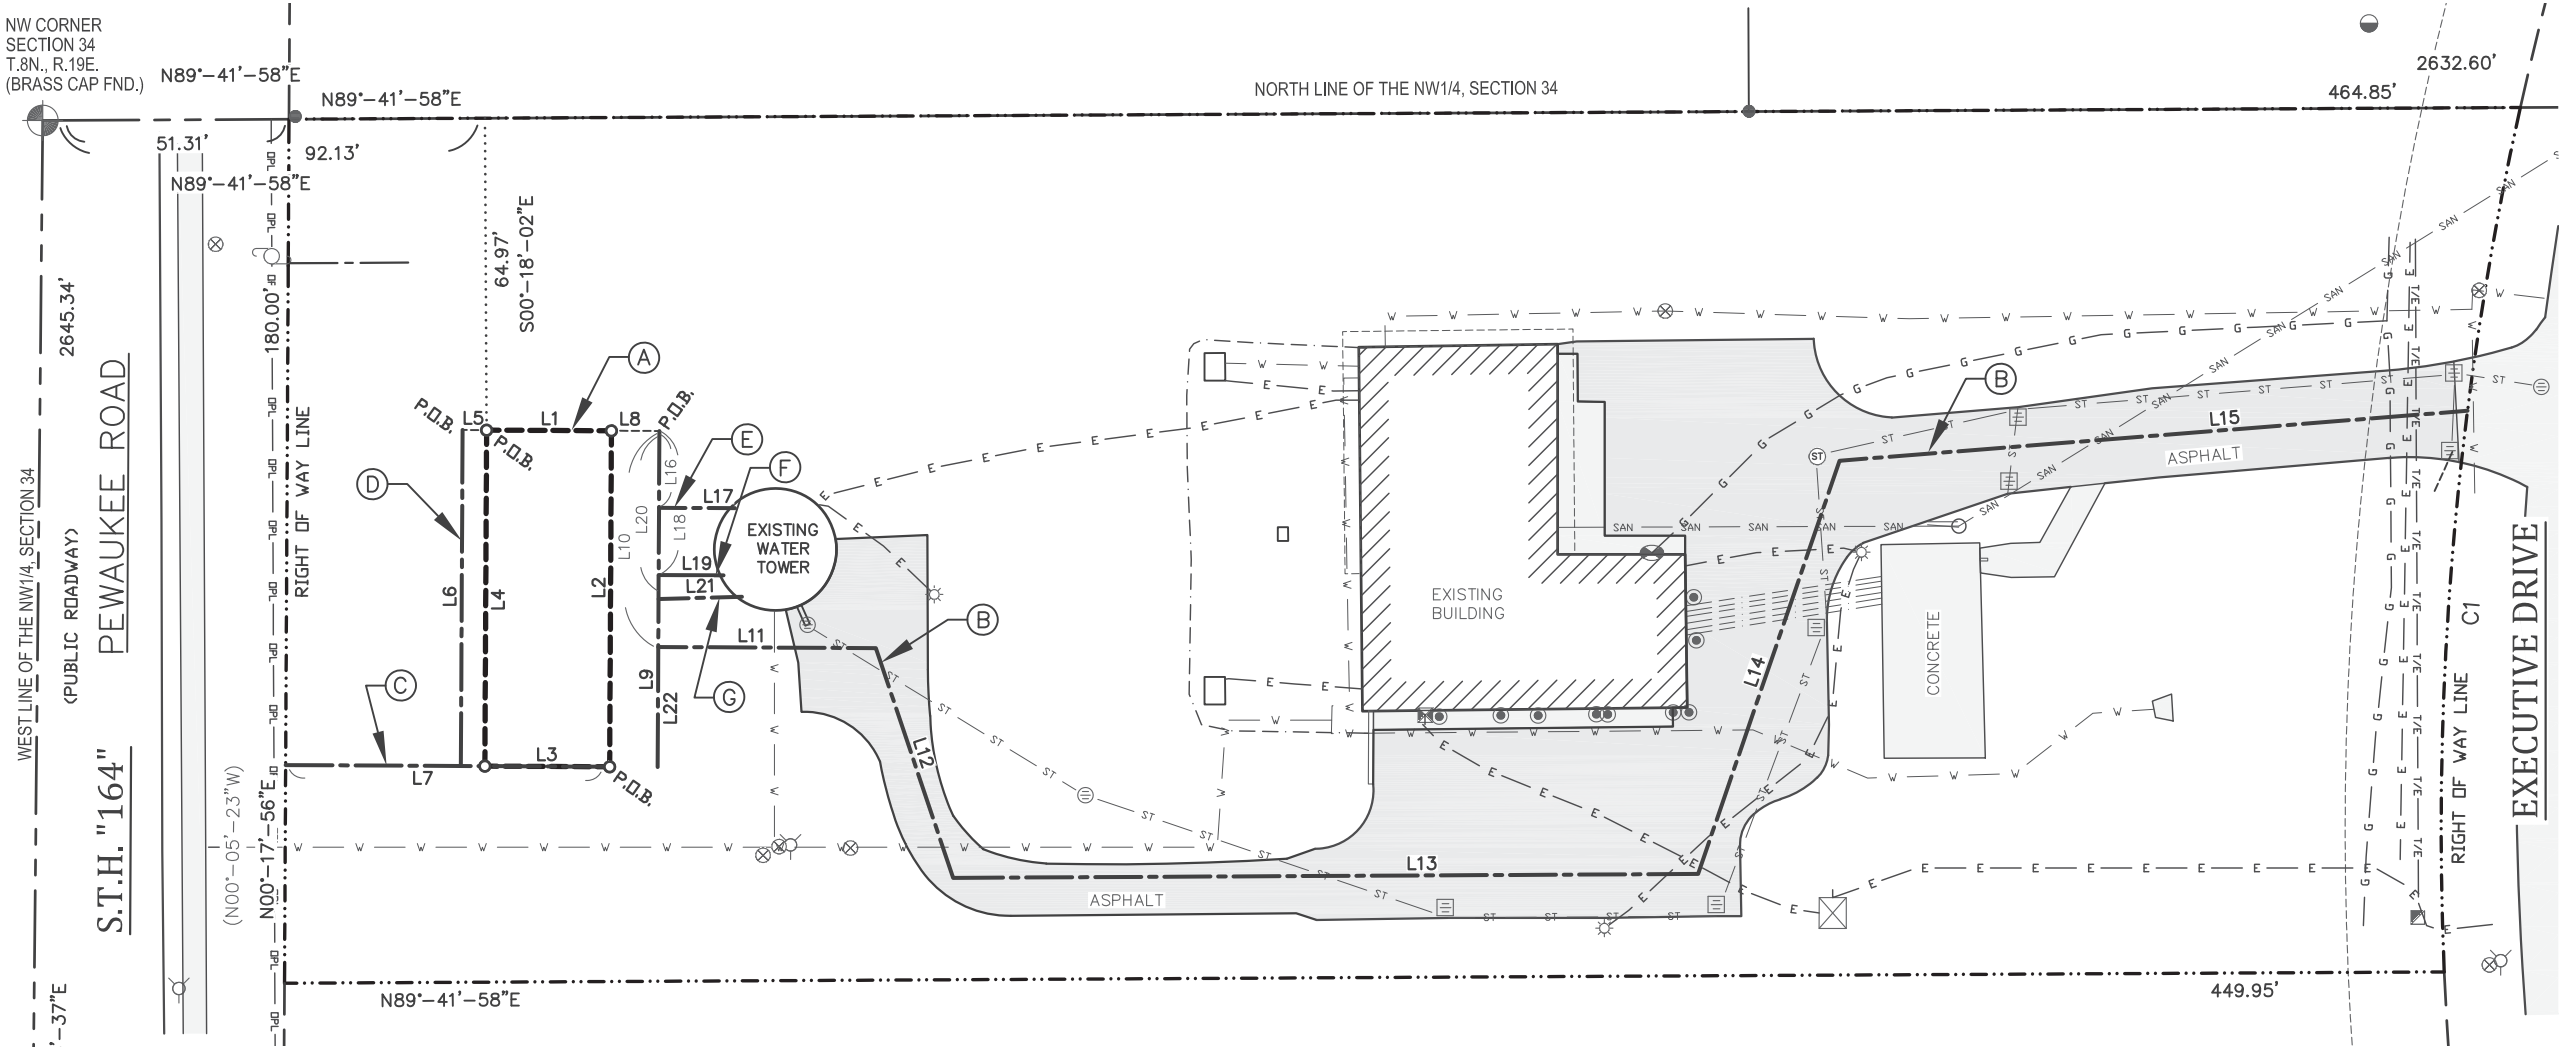 NW CORNER
SECTION 34
T.8N., R.19E.
(BRASS CAP FND.)
N89°-41'-58"E
N89°-41'-58"E
NORTH LINE OF THE NW1/4, SECTION 34
2632.60'
464.85'
51.31'
92.13'
N89°-41'-58"E
64.97'
S00°-18'-02"E
2645.34'
180.00'
WEST LINE OF THE NW1/4, SECTION 34
(PUBLIC ROADWAY)
PEWAUKEE ROAD
S.T.H. "164"
RIGHT OF WAY LINE
(N00°-05'-23"W)
N00°-17'-56"E
'-37"E
A
P.O.B.
L5
L1
L8
P.O.B.
P.O.B.
D
E
F
L16
L17
L20
L18
L10
EXISTING
WATER
TOWER
L19
L21
L6
L4
L2
L11
B
L9
L22
G
C
L7
L3
P.O.B.
L12
L13
L14
L15
B
ASPHALT
ASPHALT
EXISTING
BUILDING
CONCRETE
ST
SAN
W
E
G
T/E
OPL
C1
RIGHT OF WAY LINE
EXECUTIVE DRIVE
N89°-41'-58"E
449.95'